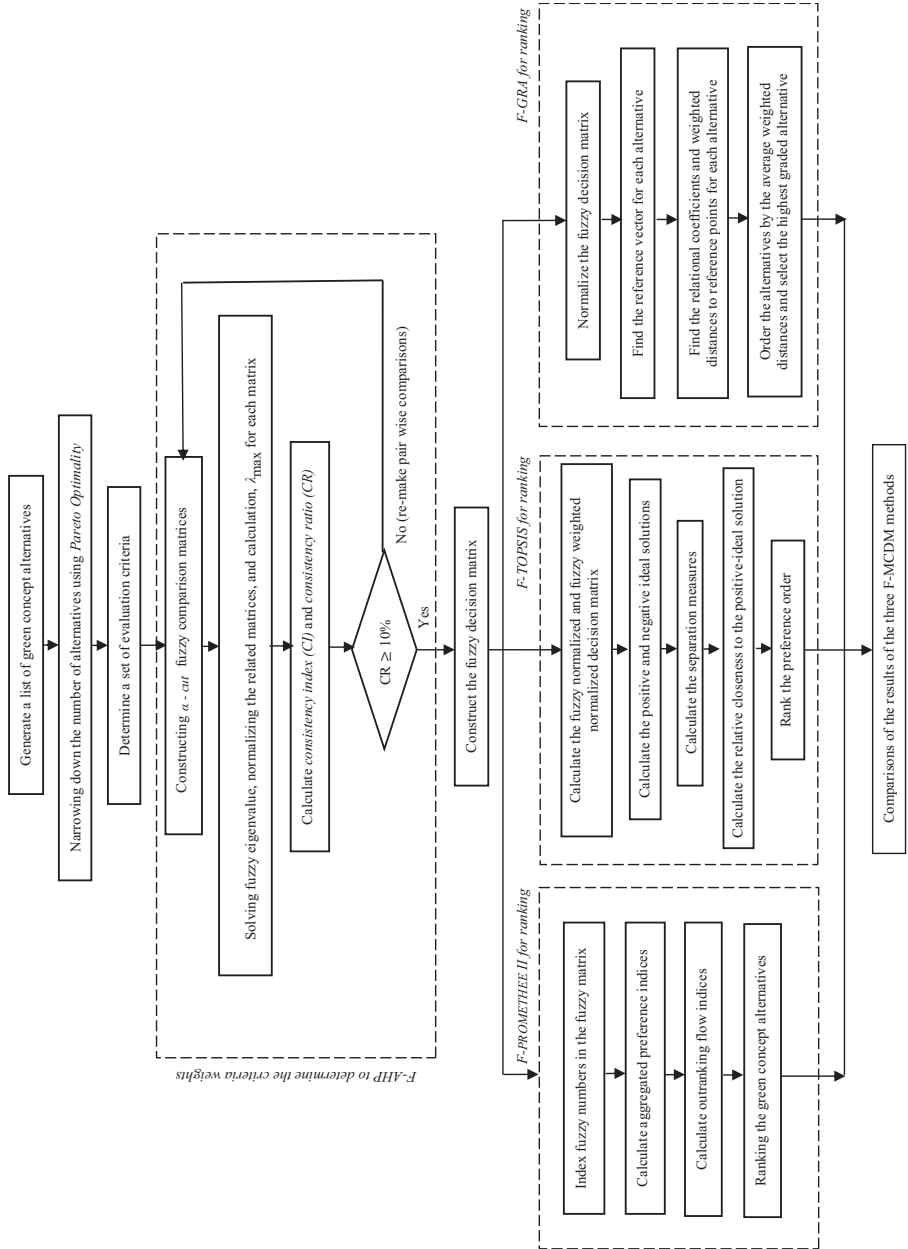 Generate a list of green concept alternatives
Narrowing down the number of alternatives using Pareto Optimality
Determine a set of evaluation criteria
F-AHP to determine the criteria weights
Constructing α - cut fuzzy comparison matrices
Solving fuzzy eigenvalue, normalizing the related matrices, and calculation, λmax for each matrix
Calculate consistency index (CI) and consistency ratio (CR)
CR ≥ 10%
No (re-make pair wise comparisons)
Yes
Construct the fuzzy decision matrix
F-PROMETHEE II for ranking
Index fuzzy numbers in the fuzzy matrix
Calculate aggregated preference indices
Calculate outranking flow indices
Ranking the green concept alternatives
F-TOPSIS for ranking
Calculate the fuzzy normalized and fuzzy weighted
normalized decision matrix
Calculate the positive and negative ideal solutions
Calculate the separation measures
Calculate the relative closeness to the positive-ideal solution
Rank the preference order
F-GRA for ranking
Normalize the fuzzy decision matrix
Find the reference vector for each alternative
Find the relational coefficients and weighted
distances to reference points for each alternative
Order the alternatives by the average weighted
distances and select the highest graded alternative
Comparisons of the results of the three F-MCDM methods